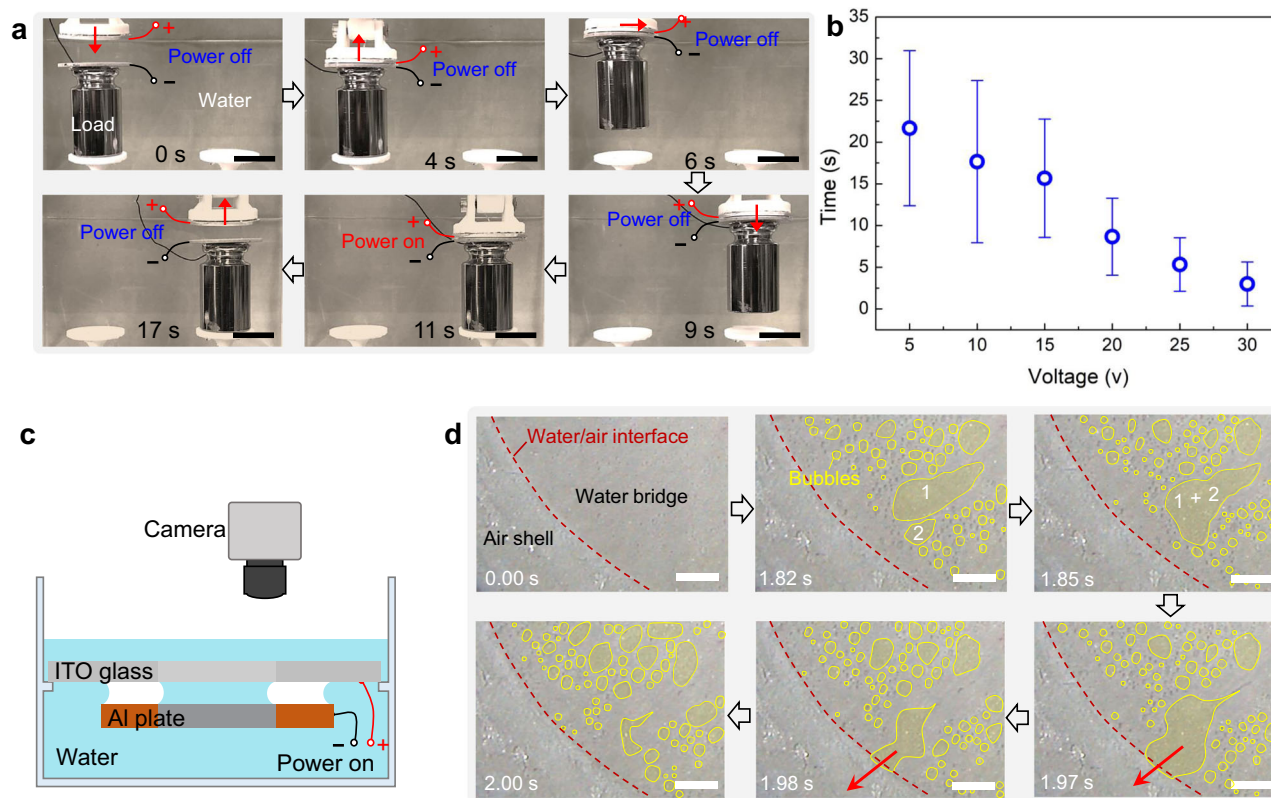 a
+
Power off
−
Water
Load
0 s
+
Power off
−
4 s
+
Power off
−
6 s
+
Power off
−
17 s
+
Power on
−
11 s
+
Power off
−
9 s
b
35
30
25
20
15
10
5
0
Time (s)
5 10 15 20 25 30
Voltage (v)
c
Camera
ITO glass
Al plate
Water
− +
Power on
d
Water/air interface
Water bridge
Air shell
0.00 s
Bubbles
1
2
1.82 s
1 + 2
1.85 s
2.00 s
1.98 s
1.97 s